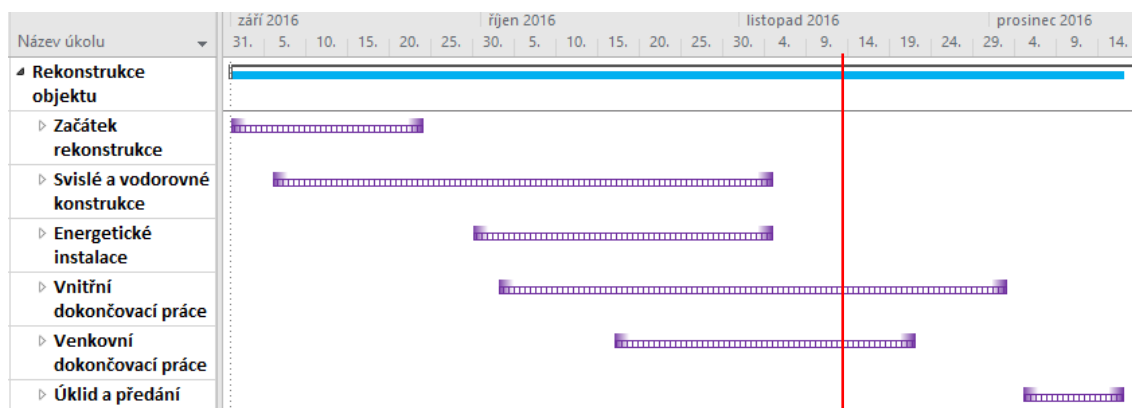 září 2016 říjen 2016 listopad 2016 prosinec 2016
Název úkolu 31. 5. 10. 15. 20. 25. 30. 5. 10. 15. 20. 25. 30. 4. 9. 14. 19. 24. 29. 4. 9. 14.
Rekonstrukce
objektu
Začátek
rekonstrukce
Svislé a vodorovné
konstrukce
Energetické
instalace
Vnitřní
dokončovací práce
Venkovní
dokončovací práce
Úklid a předání